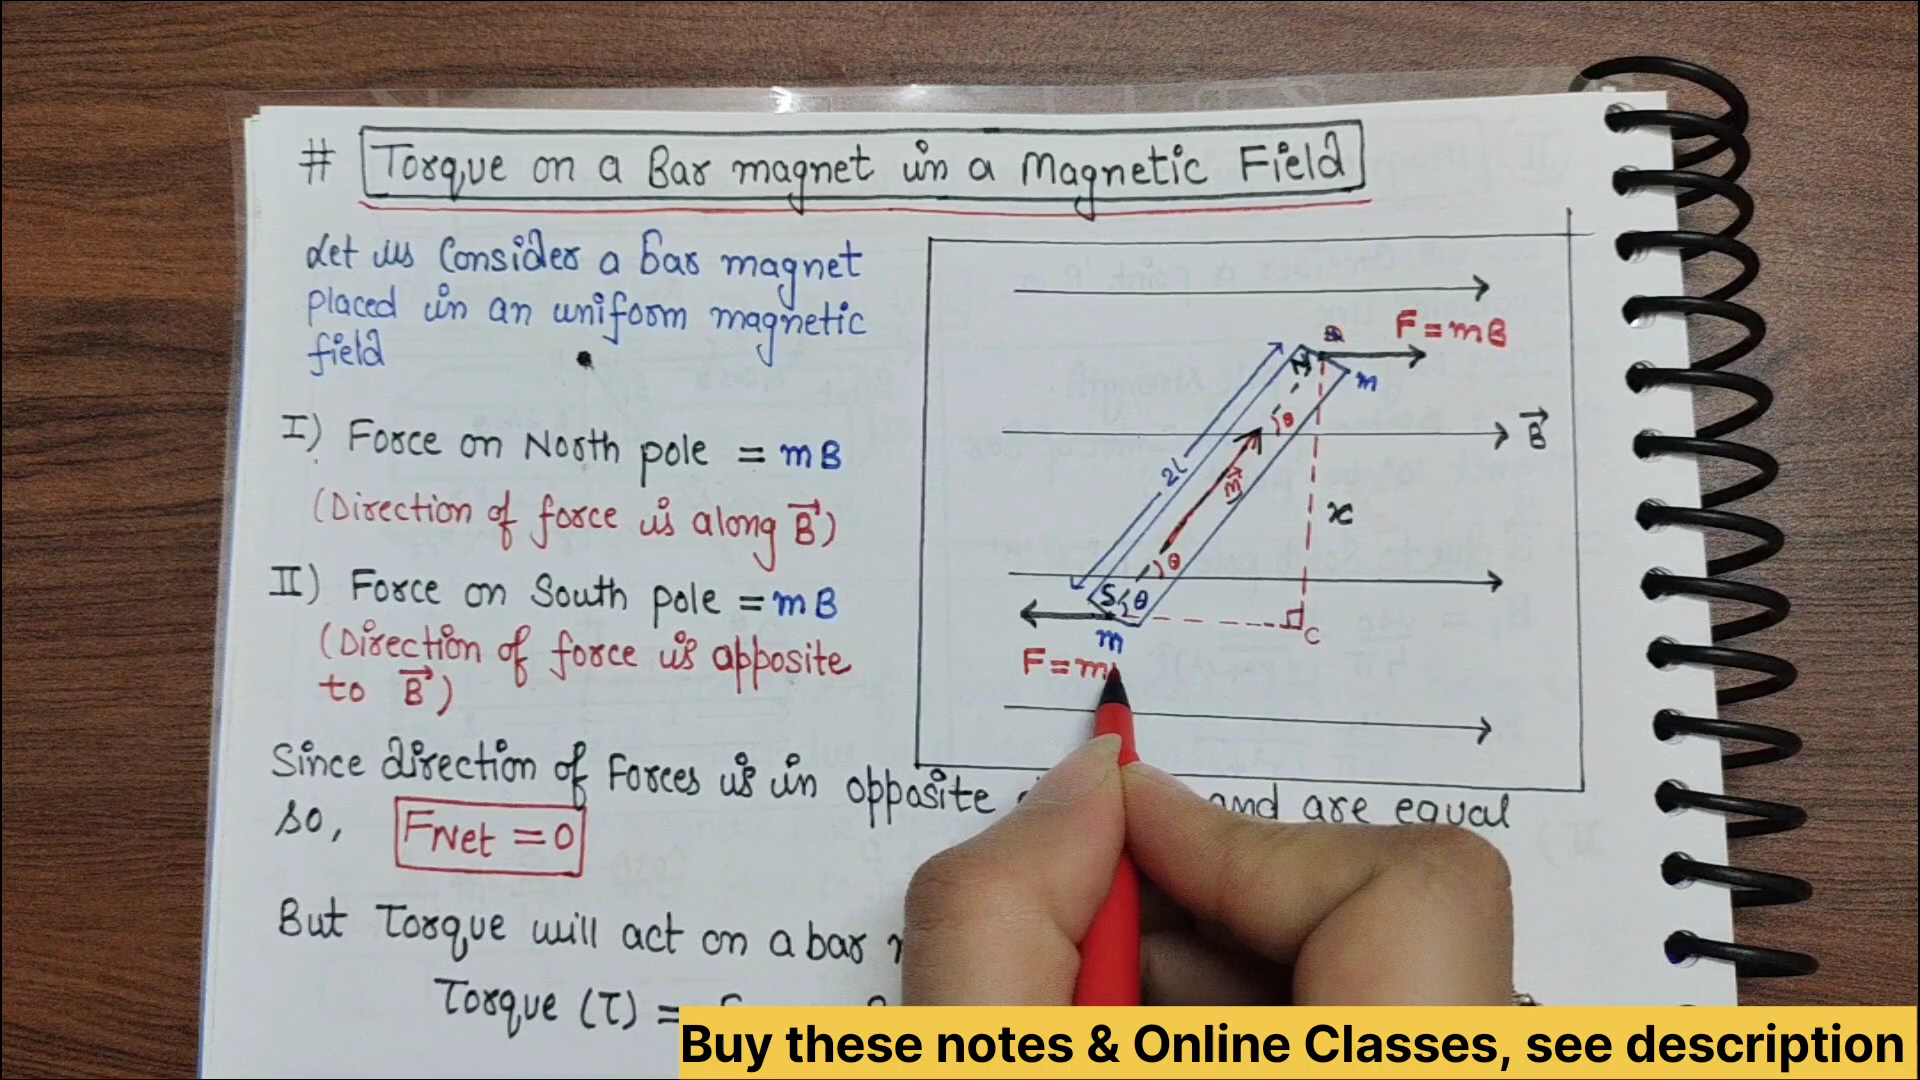 # Torque on a Bar magnet in a Magnetic Field
Let us Consider a bar magnet
placed in an uniform magnetic
field
I) Force on North pole = mB
(Direction of force is along B⃗)
II) Force on South pole = mB
(Direction of force is apposite
to B⃗)
Since direction of Forces is in opposite and are equal
so, FNet = 0
But Torque will act on a bar
Torque (τ) =
F = mB
N
m
θ
B⃗
2l
M⃗
x
θ
S θ
C
m
F = m
Buy these notes & Online Classes, see description